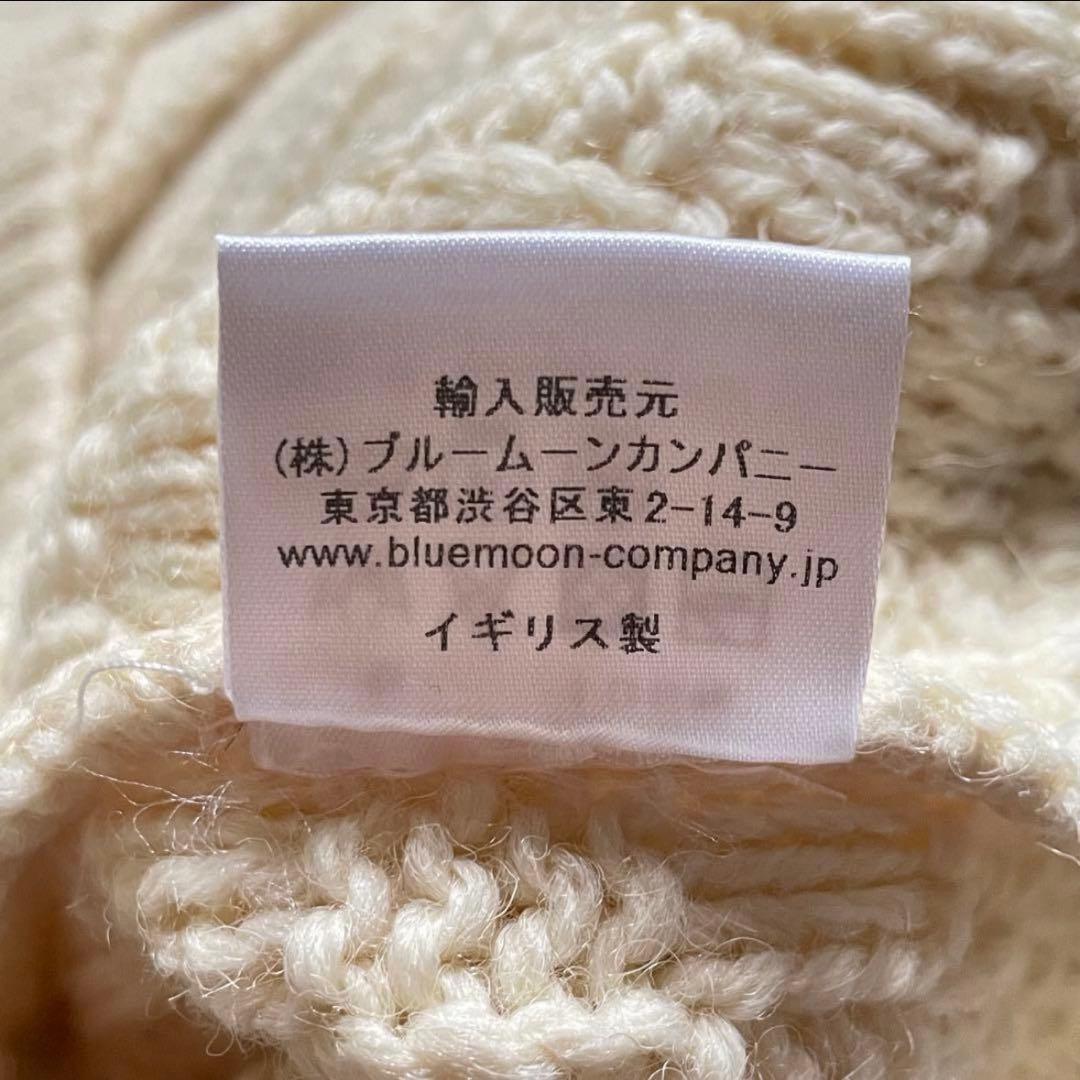 輸入販売元
(株)ブルームーンカンパニー
東京都渋谷区東2-14-9
www.bluemoon-company.jp
イギリス製